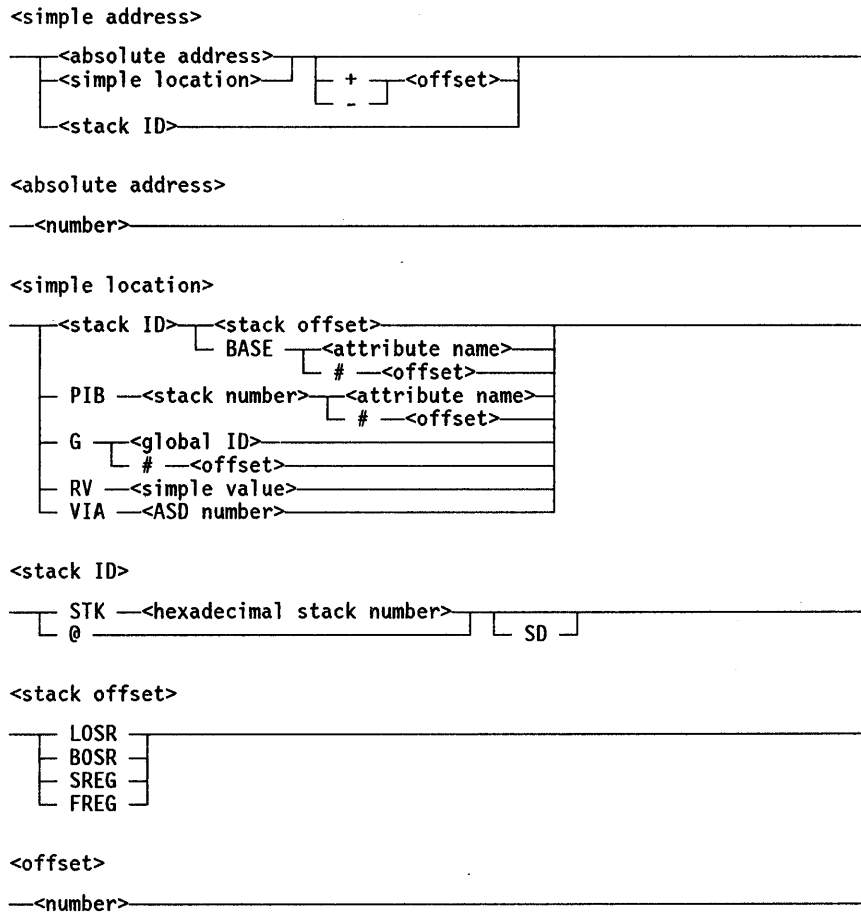 <simple address>
<absolute address>
<simple location> + <offset>
-
<stack ID>
<absolute address>
<number>
<simple location>
<stack ID> <stack offset>
BASE <attribute name>
# <offset>
PIB <stack number> <attribute name>
# <offset>
G <global ID>
# <offset>
RV <simple value>
VIA <ASD number>
<stack ID>
STK <hexadecimal stack number>
@ SD
<stack offset>
LOSR
BOSR
SREG
FREG
<offset>
<number>